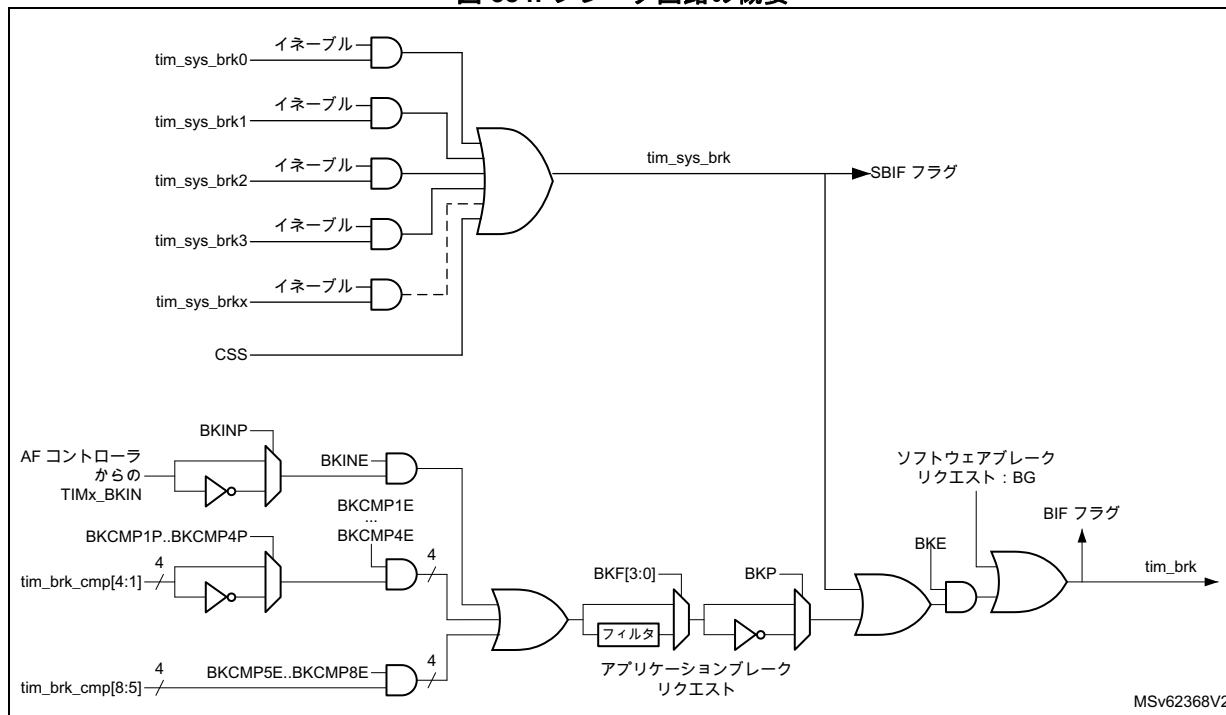 tim_sys_brk0
イネーブル
tim_sys_brk1
イネーブル
tim_sys_brk2
イネーブル
tim_sys_brk3
イネーブル
tim_sys_brkx
イネーブル
CSS
tim_sys_brk
SBIF フラグ
AF コントローラ
からの
TIMx_BKIN
BKINP
BKINE
BKCMP1E
...
BKCMP4E
BKCMP1P..BKCMP4P
tim_brk_cmp[4:1]
4
4
tim_brk_cmp[8:5]
4
BKCMP5E..BKCMP8E
4
BKF[3:0]
フィルタ
BKP
アプリケーションブレーク
リクエスト
ソフトウェアブレーク
リクエスト：BG
BKE
BIF フラグ
tim_brk
MSv62368V2